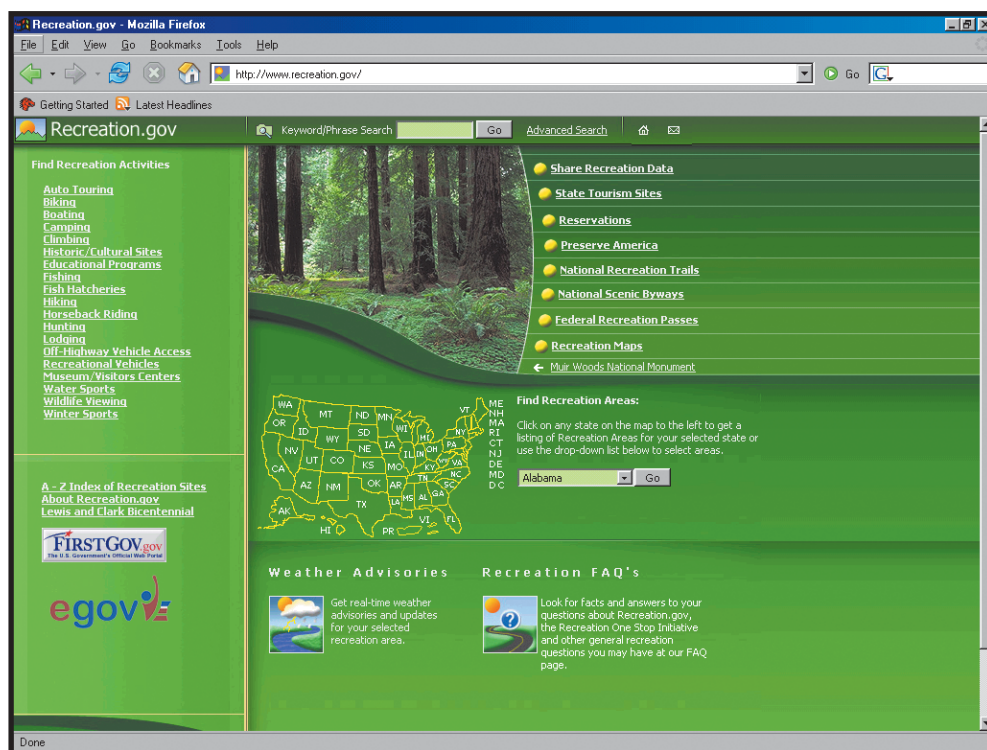 Recreation.gov - Mozilla Firefox
File Edit View Go Bookmarks Tools Help
http://www.recreation.gov/ Go G
Getting Started Latest Headlines
Recreation.gov Keyword/Phrase Search Go Advanced Search
Find Recreation Activities
Auto Touring
Biking
Boating
Camping
Climbing
Historic/Cultural Sites
Educational Programs
Fishing
Fish Hatcheries
Hiking
Horseback Riding
Hunting
Lodging
Off-Highway Vehicle Access
Recreational Vehicles
Museum/Visitors Centers
Water Sports
Wildlife Viewing
Winter Sports
A - Z Index of Recreation Sites
About Recreation.gov
Lewis and Clark Bicentennial
FIRSTGOV.gov
The U.S. Government's Official Web Portal
egov
Share Recreation Data
State Tourism Sites
Reservations
Preserve America
National Recreation Trails
National Scenic Byways
Federal Recreation Passes
Recreation Maps
Muir Woods National Monument
WA MT ND MN VT ME
NH
OR ID SD WI MI NY MA
WY RI
NV NE IA IL IN OH PA CT
UT CO NJ
CA KS MO KY WV VA DE
AZ NM OK AR TN NC MD
SC DC
TX LA MS AL GA
AK HI PR VI FL
Find Recreation Areas:
Click on any state on the map to the left to get a
listing of Recreation Areas for your selected state or
use the drop-down list below to select areas.
Alabama Go
Weather Advisories
Get real-time weather
advisories and updates
for your selected
recreation area.
Recreation FAQ's
Look for facts and answers to your
questions about Recreation.gov,
the Recreation One Stop Initiative
and other general recreation
questions you may have at our FAQ
page.
Done